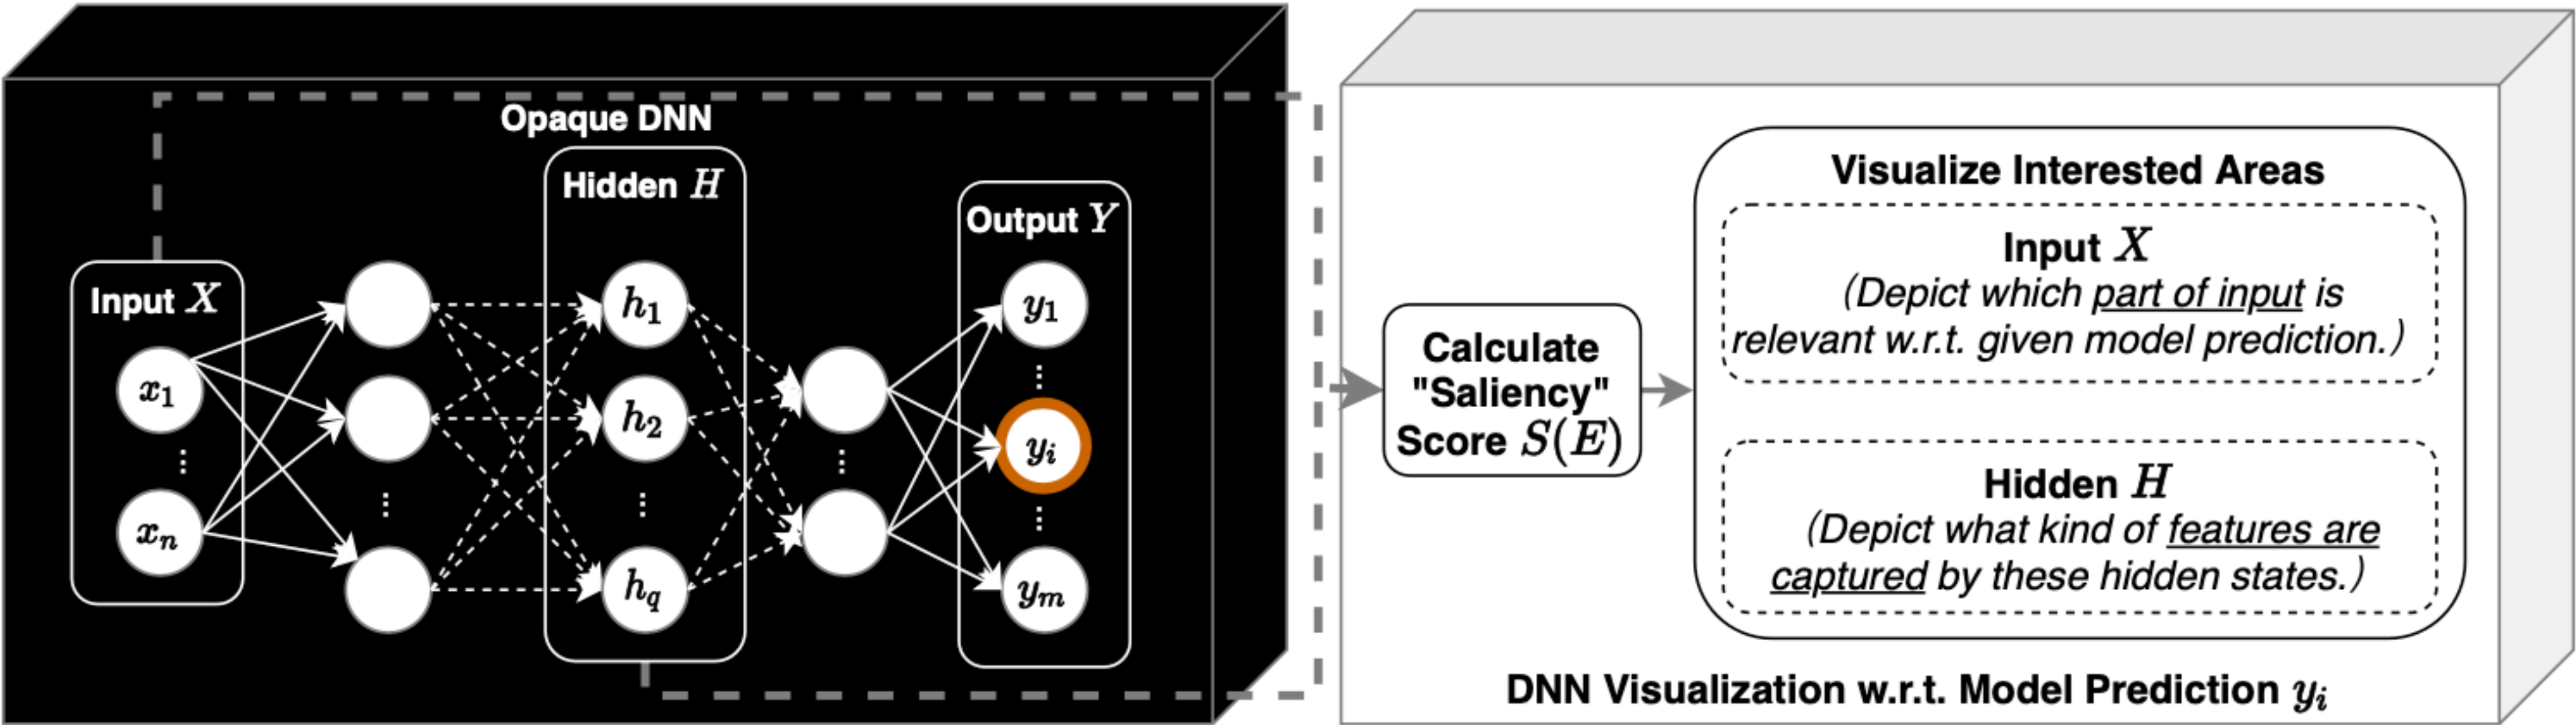 Opaque DNN
Input X
x1
⋮
xn
⋮
Hidden H
h1
h2
⋮
hq
⋮
Output Y
y1
⋮
yi
⋮
ym
Calculate
"Saliency"
Score S(E)
Visualize Interested Areas
Input X
(Depict which part of input is
relevant w.r.t. given model prediction.)
Hidden H
(Depict what kind of features are
captured by these hidden states.)
DNN Visualization w.r.t. Model Prediction yi